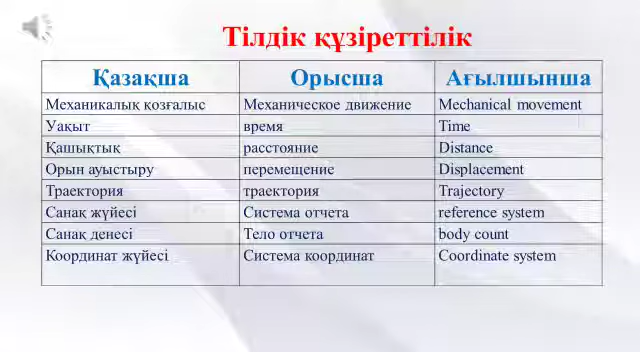 Тілдік құзіреттілік
Қазақша Орысша Ағылшынша
Механикалық қозғалыс Механическое движение Mechanical movement
Уақыт время Time
Қашықтық расстояние Distance
Орын ауыстыру перемещение Displacement
Траектория траектория Trajectory
Санақ жүйесі Система отчета reference system
Санақ денесі Тело отчета body count
Координат жүйесі Система координат Coordinate system